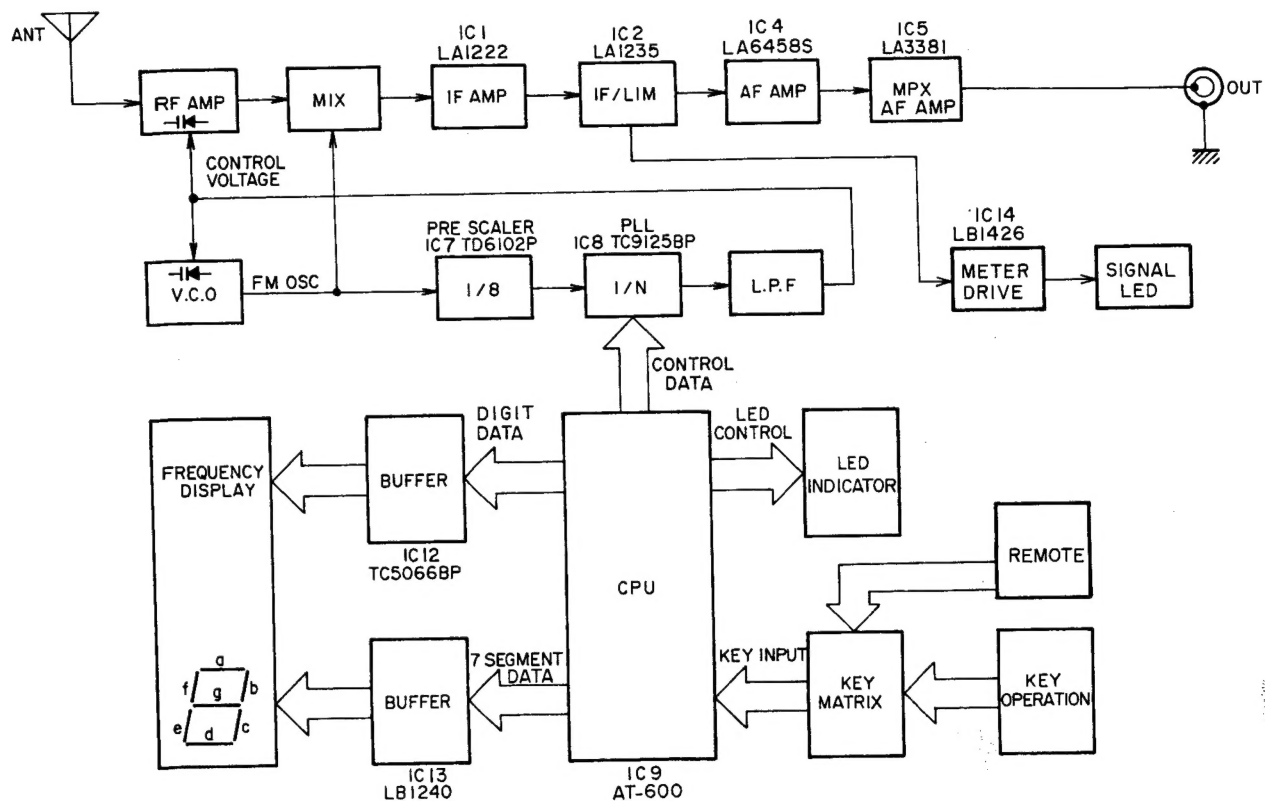 ANT
RF AMP
MIX
IC1
LA1222
IF AMP
IC2
LA1235
IF/LIM
IC4
LA6458S
AF AMP
IC5
LA3381
MPX
AF AMP
OUT
CONTROL
VOLTAGE
V.C.O
FM OSC
PRE SCALER
IC7 TD6102P
1/8
PLL
IC8 TC9125BP
1/N
L.P.F
IC14
LB1426
METER
DRIVE
SIGNAL
LED
CONTROL
DATA
FREQUENCY
DISPLAY
BUFFER
IC12
TC5066BP
DIGIT
DATA
CPU
LED
CONTROL
LED
INDICATOR
REMOTE
a
f
g
b
e
d
c
BUFFER
IC13
LB1240
7 SEGMENT
DATA
IC9
AT-600
KEY INPUT
KEY
MATRIX
KEY
OPERATION